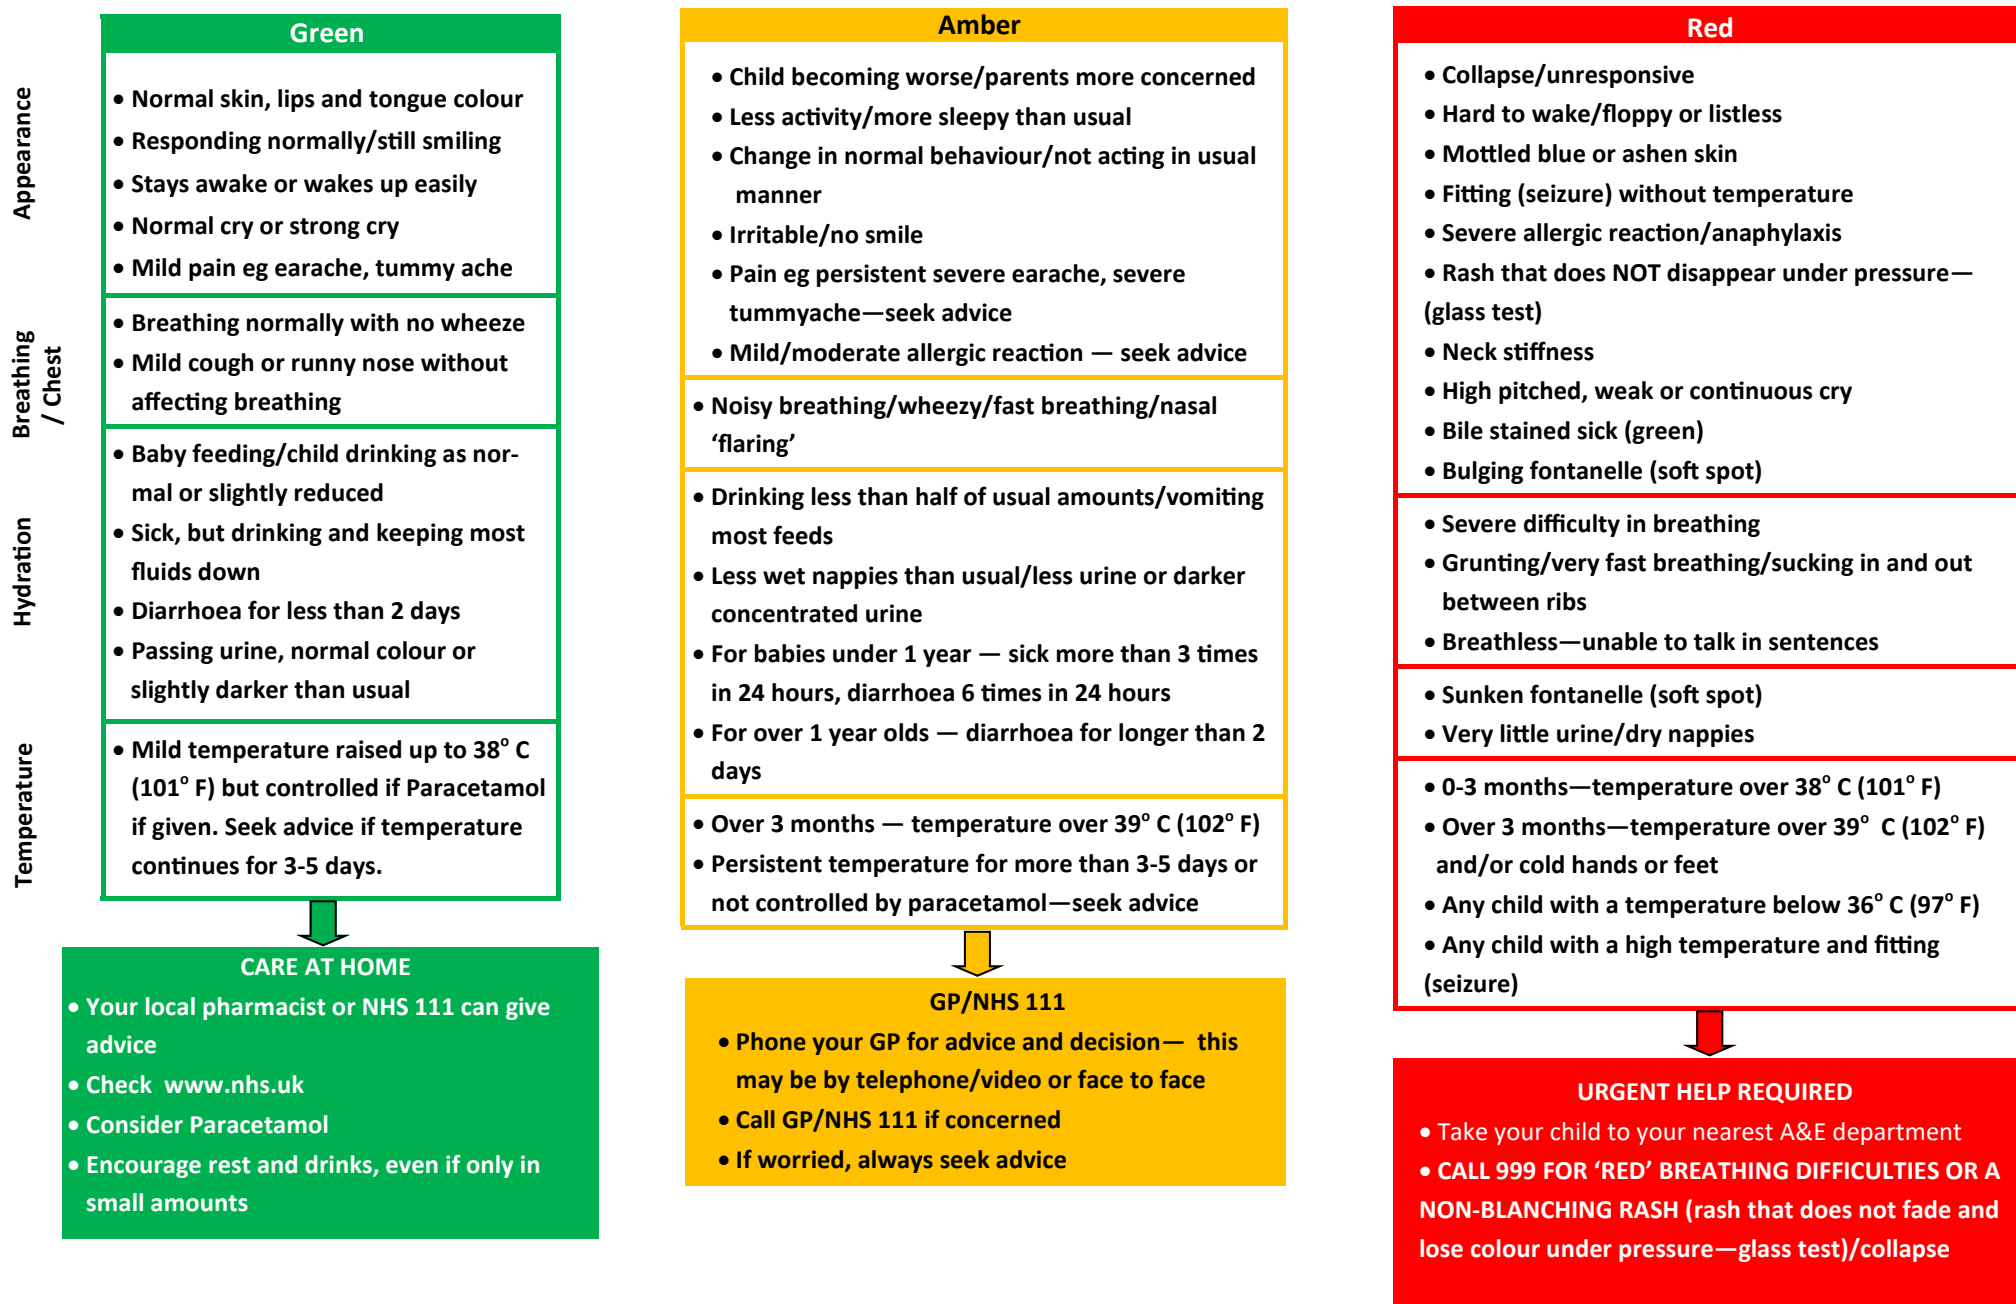 Green
Appearance
• Normal skin, lips and tongue colour
• Responding normally/still smiling
• Stays awake or wakes up easily
• Normal cry or strong cry
• Mild pain eg earache, tummy ache
Breathing
/ Chest
• Breathing normally with no wheeze
• Mild cough or runny nose without
affecting breathing
Hydration
• Baby feeding/child drinking as nor-
mal or slightly reduced
• Sick, but drinking and keeping most
fluids down
• Diarrhoea for less than 2 days
• Passing urine, normal colour or
slightly darker than usual
Temperature
• Mild temperature raised up to 38° C
(101° F) but controlled if Paracetamol
if given. Seek advice if temperature
continues for 3-5 days.
CARE AT HOME
• Your local pharmacist or NHS 111 can give
advice
• Check www.nhs.uk
• Consider Paracetamol
• Encourage rest and drinks, even if only in
small amounts
Amber
• Child becoming worse/parents more concerned
• Less activity/more sleepy than usual
• Change in normal behaviour/not acting in usual
manner
• Irritable/no smile
• Pain eg persistent severe earache, severe
tummyache—seek advice
• Mild/moderate allergic reaction — seek advice
• Noisy breathing/wheezy/fast breathing/nasal
‘flaring’
• Drinking less than half of usual amounts/vomiting
most feeds
• Less wet nappies than usual/less urine or darker
concentrated urine
• For babies under 1 year — sick more than 3 times
in 24 hours, diarrhoea 6 times in 24 hours
• For over 1 year olds — diarrhoea for longer than 2
days
• Over 3 months — temperature over 39° C (102° F)
• Persistent temperature for more than 3-5 days or
not controlled by paracetamol—seek advice
GP/NHS 111
• Phone your GP for advice and decision— this
may be by telephone/video or face to face
• Call GP/NHS 111 if concerned
• If worried, always seek advice
Red
• Collapse/unresponsive
• Hard to wake/floppy or listless
• Mottled blue or ashen skin
• Fitting (seizure) without temperature
• Severe allergic reaction/anaphylaxis
• Rash that does NOT disappear under pressure—
(glass test)
• Neck stiffness
• High pitched, weak or continuous cry
• Bile stained sick (green)
• Bulging fontanelle (soft spot)
• Severe difficulty in breathing
• Grunting/very fast breathing/sucking in and out
between ribs
• Breathless—unable to talk in sentences
• Sunken fontanelle (soft spot)
• Very little urine/dry nappies
• 0-3 months—temperature over 38° C (101° F)
• Over 3 months—temperature over 39° C (102° F)
and/or cold hands or feet
• Any child with a temperature below 36° C (97° F)
• Any child with a high temperature and fitting
(seizure)
URGENT HELP REQUIRED
• Take your child to your nearest A&E department
• CALL 999 FOR ‘RED’ BREATHING DIFFICULTIES OR A
NON-BLANCHING RASH (rash that does not fade and
lose colour under pressure—glass test)/collapse